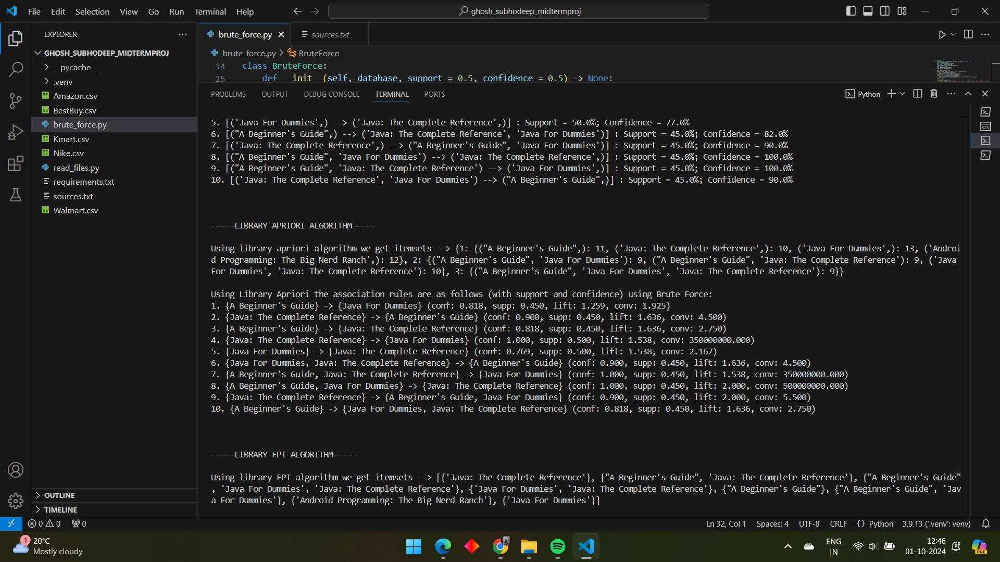 File Edit Selection View Go Run Terminal Help
ghosh_subhodeep_midtermproj
EXPLORER
GHOSH_SUBHODEEP_MIDTERMPROJ
__pycache__
.venv
Amazon.csv
BestBuy.csv
brute_force.py
Kmart.csv
Nike.csv
read_files.py
requirements.txt
sources.txt
Walmart.csv
OUTLINE
TIMELINE
brute_force.py
sources.txt
brute_force.py > BruteForce
14 class BruteForce:
15 def __init__(self, database, support = 0.5, confidence = 0.5) -> None:
PROBLEMS OUTPUT DEBUG CONSOLE TERMINAL PORTS
Python
5. [('Java For Dummies',) --> ('Java: The Complete Reference',)] : Support = 50.0%; Confidence = 77.0%
6. [("A Beginner's Guide",) --> ('Java: The Complete Reference', 'Java For Dummies')] : Support = 45.0%; Confidence = 82.0%
7. [('Java: The Complete Reference',) --> ("A Beginner's Guide", 'Java For Dummies')] : Support = 45.0%; Confidence = 90.0%
8. [("A Beginner's Guide", 'Java For Dummies') --> ('Java: The Complete Reference',)] : Support = 45.0%; Confidence = 100.0%
9. [("A Beginner's Guide", 'Java: The Complete Reference') --> ('Java For Dummies',)] : Support = 45.0%; Confidence = 100.0%
10. [('Java: The Complete Reference', 'Java For Dummies') --> ("A Beginner's Guide",)] : Support = 45.0%; Confidence = 90.0%
-----LIBRARY APRIORI ALGORITHM-----
Using library apriori algorithm we get itemsets --> {1: {("A Beginner's Guide",): 11, ('Java: The Complete Reference',): 10, ('Java For Dummies',): 13, ('Androi
d Programming: The Big Nerd Ranch',): 12}, 2: {("A Beginner's Guide", 'Java For Dummies'): 9, ("A Beginner's Guide", 'Java: The Complete Reference'): 9, ('Java
For Dummies', 'Java: The Complete Reference'): 10}, 3: {("A Beginner's Guide", 'Java For Dummies', 'Java: The Complete Reference'): 9}}
Using Library Apriori the association rules are as follows (with support and confidence) using Brute Force:
1. {A Beginner's Guide} -> {Java For Dummies} (conf: 0.818, supp: 0.450, lift: 1.259, conv: 1.925)
2. {Java: The Complete Reference} -> {A Beginner's Guide} (conf: 0.900, supp: 0.450, lift: 1.636, conv: 4.500)
3. {A Beginner's Guide} -> {Java: The Complete Reference} (conf: 0.818, supp: 0.450, lift: 1.636, conv: 2.750)
4. {Java: The Complete Reference} -> {Java For Dummies} (conf: 1.000, supp: 0.500, lift: 1.538, conv: 350000000.000)
5. {Java For Dummies} -> {Java: The Complete Reference} (conf: 0.769, supp: 0.500, lift: 1.538, conv: 2.167)
6. {Java For Dummies, Java: The Complete Reference} -> {A Beginner's Guide} (conf: 0.900, supp: 0.450, lift: 1.636, conv: 4.500)
7. {A Beginner's Guide, Java: The Complete Reference} -> {Java For Dummies} (conf: 1.000, supp: 0.450, lift: 1.538, conv: 350000000.000)
8. {A Beginner's Guide, Java For Dummies} -> {Java: The Complete Reference} (conf: 1.000, supp: 0.450, lift: 2.000, conv: 500000000.000)
9. {Java: The Complete Reference} -> {A Beginner's Guide, Java For Dummies} (conf: 0.900, supp: 0.450, lift: 2.000, conv: 5.500)
10. {A Beginner's Guide} -> {Java For Dummies, Java: The Complete Reference} (conf: 0.818, supp: 0.450, lift: 1.636, conv: 2.750)
-----LIBRARY FPT ALGORITHM-----
Using library FPT algorithm we get itemsets --> [{'Java: The Complete Reference'}, {"A Beginner's Guide", 'Java: The Complete Reference'}, {"A Beginner's Guide"
, 'Java For Dummies', 'Java: The Complete Reference'}, {'Java For Dummies', 'Java: The Complete Reference'}, {"A Beginner's Guide"}, {"A Beginner's Guide", 'Jav
a For Dummies'}, {'Android Programming: The Big Nerd Ranch'}, {'Java For Dummies'}]
0 0 0
Ln 32, Col 1 Spaces: 4 UTF-8 CRLF {} Python 3.9.13 ('.venv': venv)
1
20°C
Mostly cloudy
ENG
IN
12:46
01-10-2024
PRE